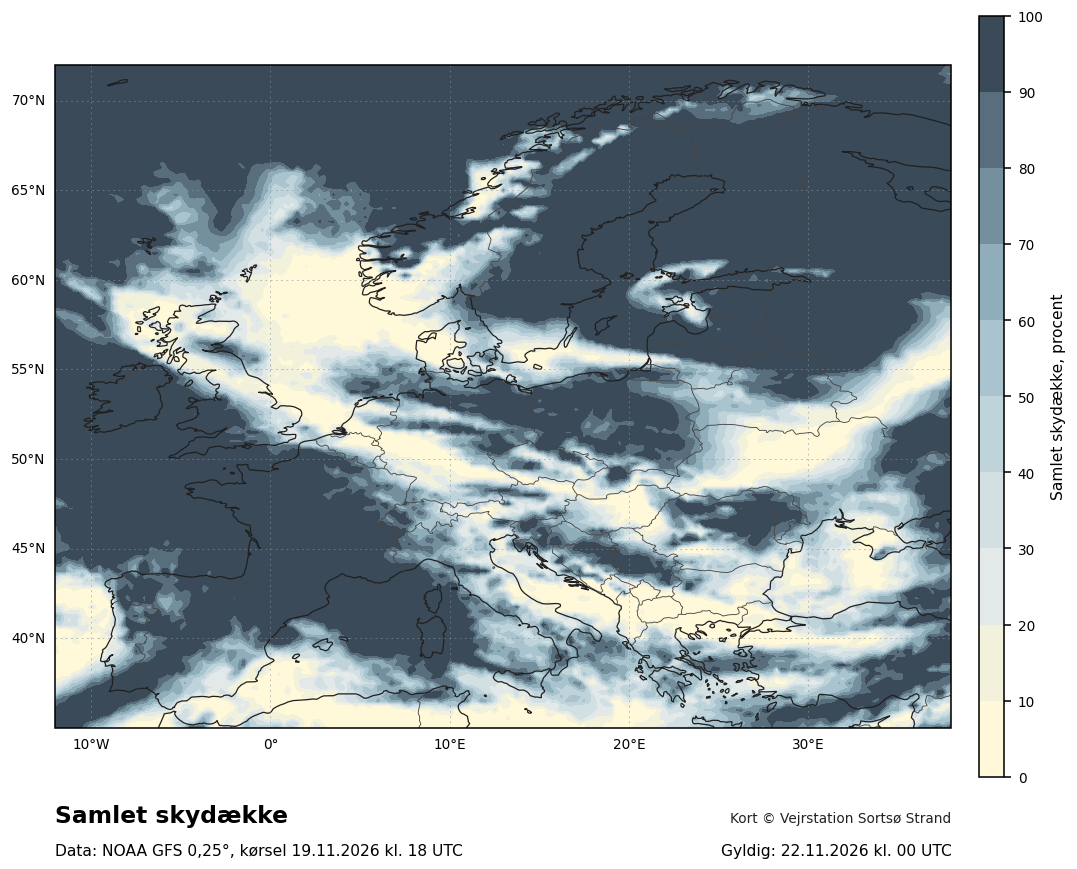 100
90
80
70
60
50
40
30
20
10
0
Samlet skydække, procent
70°N
65°N
60°N
55°N
50°N
45°N
40°N
10°W
0°
10°E
20°E
30°E
Samlet skydække
Kort © Vejrstation Sortsø Strand
Data: NOAA GFS 0,25°, kørsel 19.11.2026 kl. 18 UTC
Gyldig: 22.11.2026 kl. 00 UTC